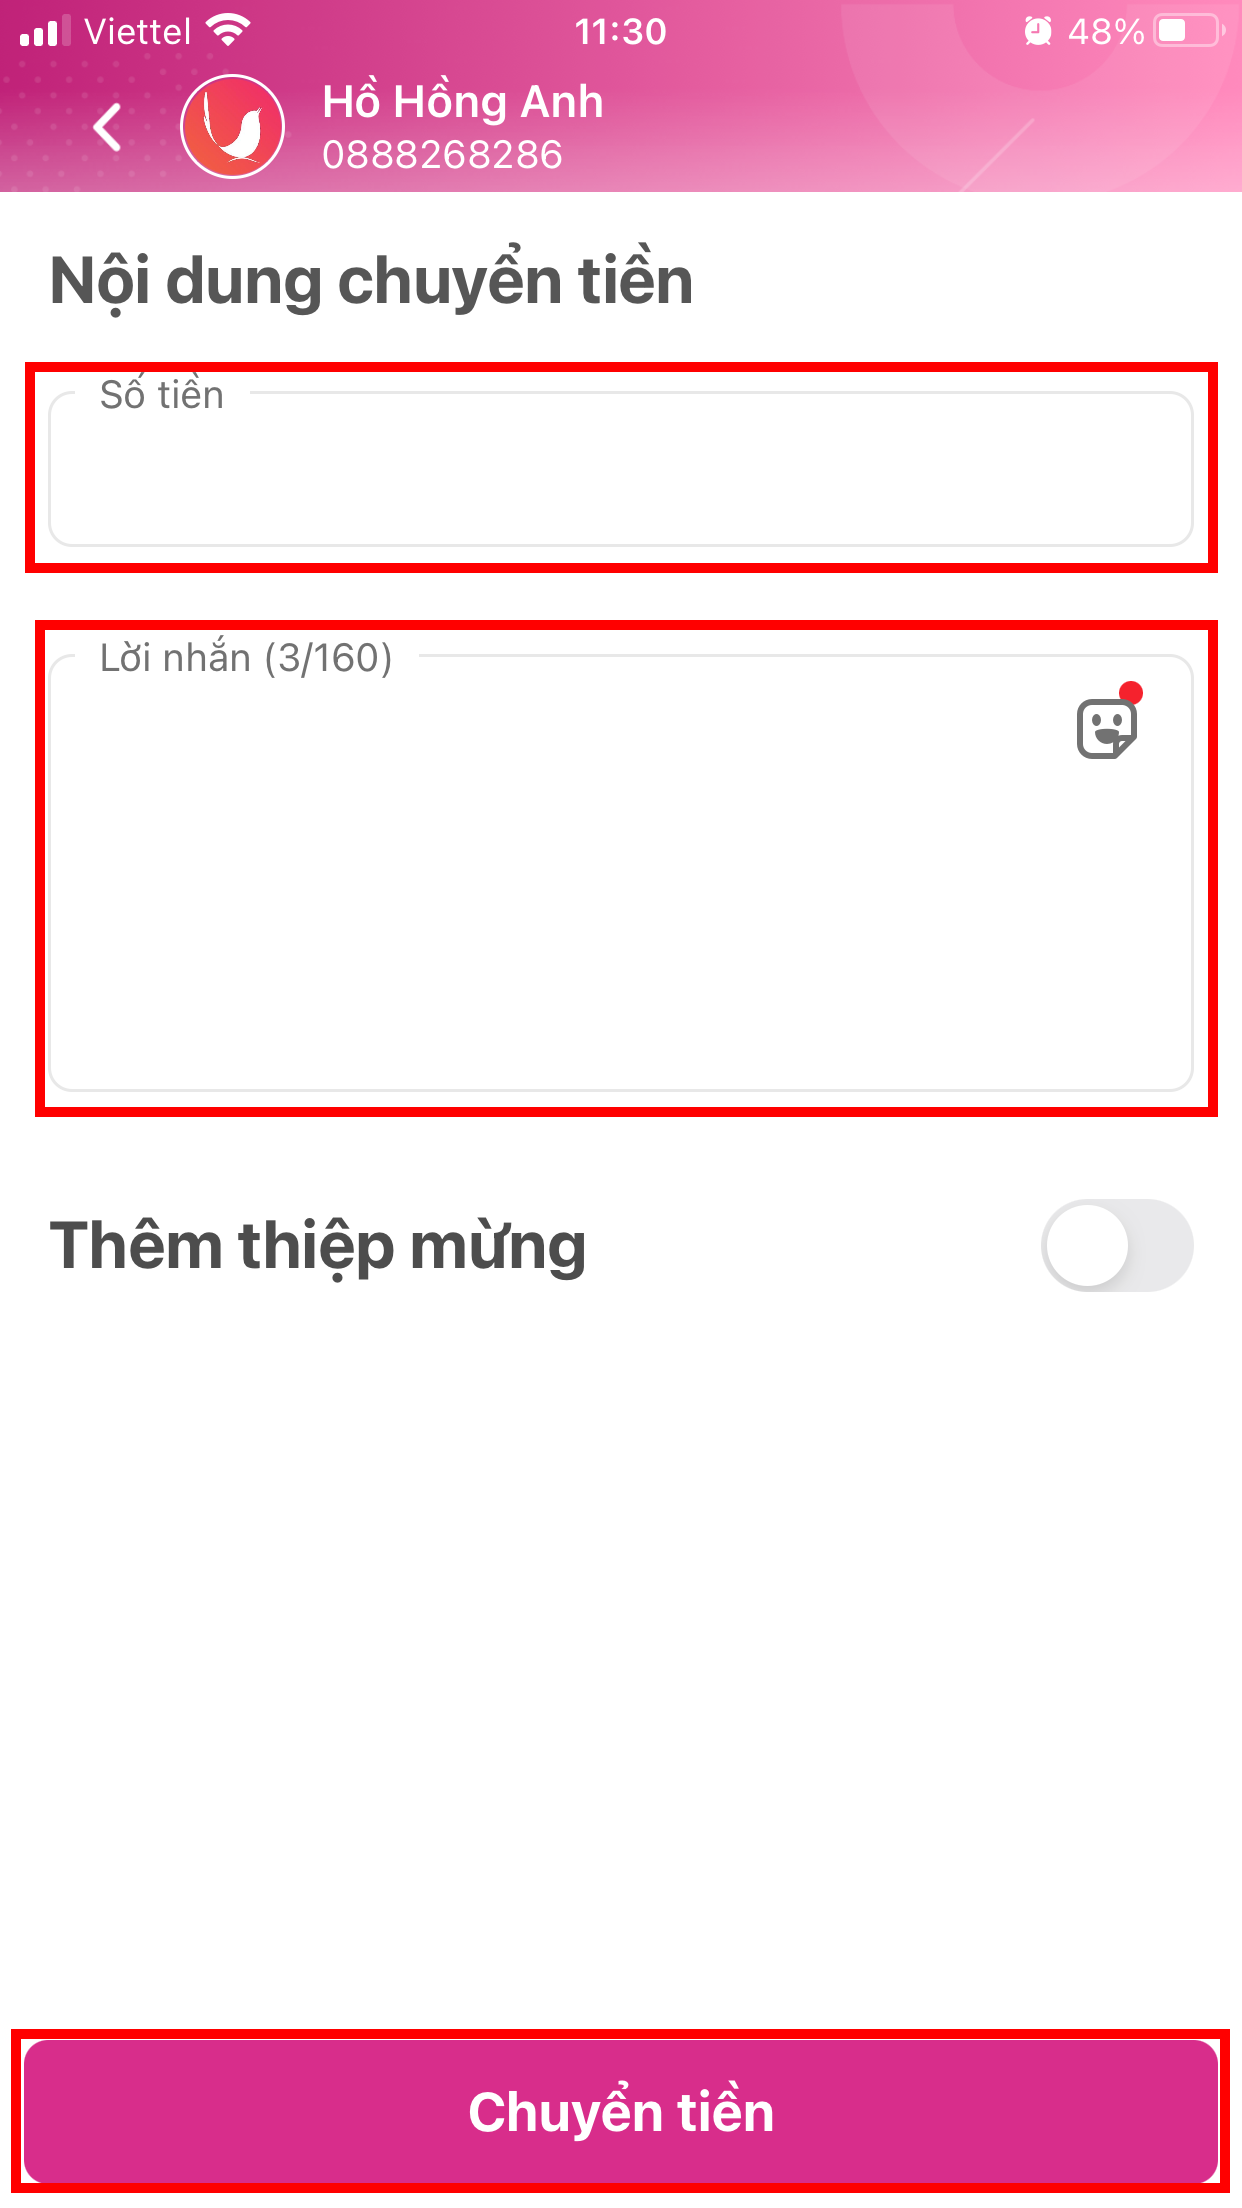 Viettel 11:30 48%
Hồ Hồng Anh
0888268286
Nội dung chuyển tiền
Số tiền
Lời nhắn (3/160)
Thêm thiệp mừng
Chuyển tiền